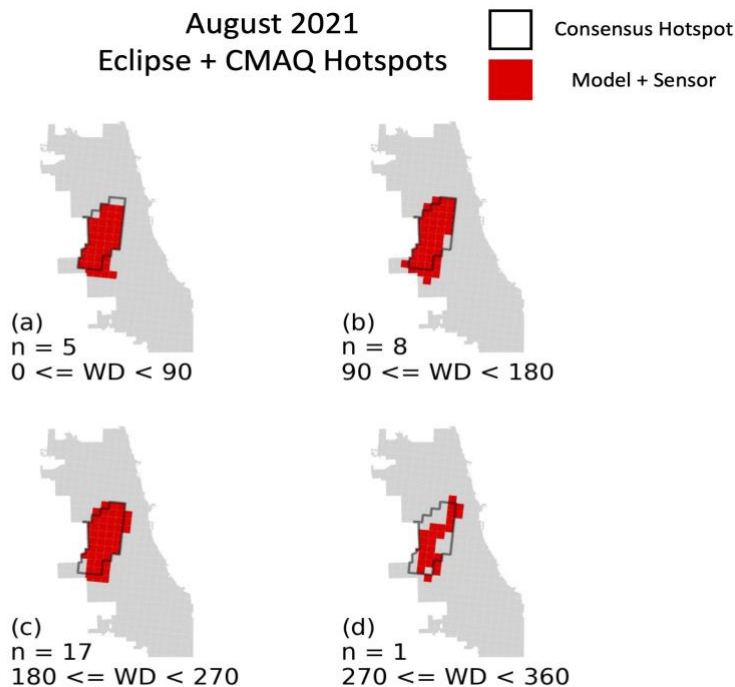 August 2021
Eclipse + CMAQ Hotspots
Consensus Hotspot
Model + Sensor
(a)
n = 5
0 <= WD < 90
(b)
n = 8
90 <= WD < 180
(c)
n = 17
180 <= WD < 270
(d)
n = 1
270 <= WD < 360